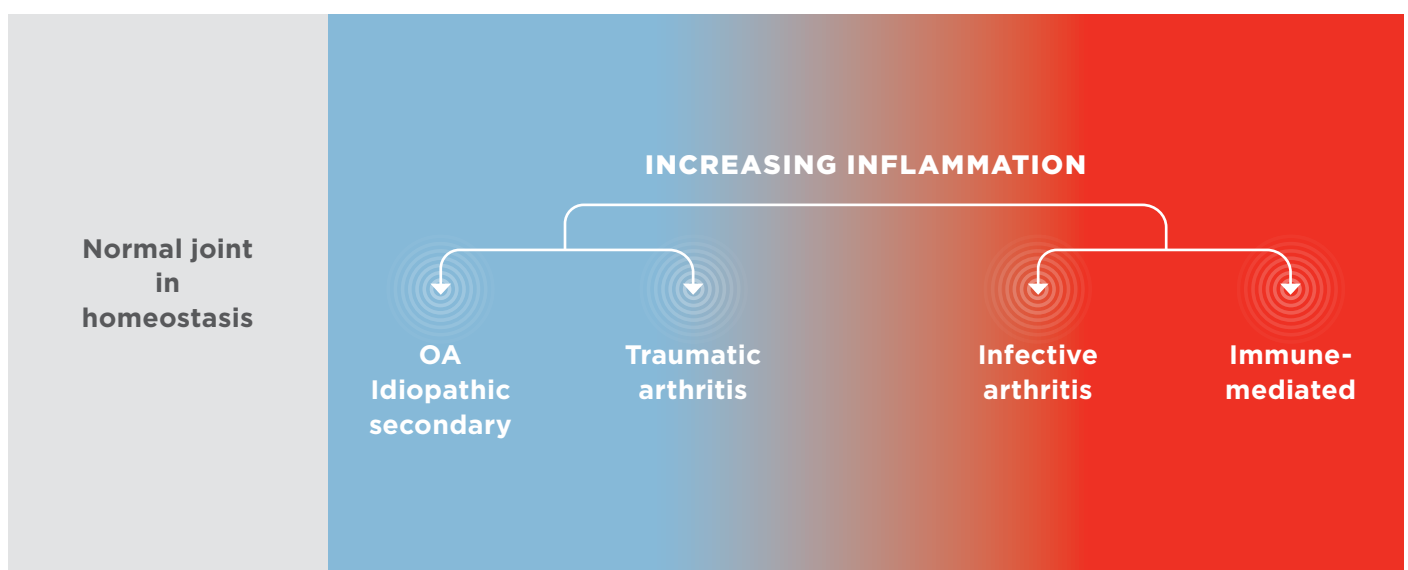 INCREASING INFLAMMATION
Normal joint
in
homeostasis
OA
Idiopathic
secondary
Traumatic
arthritis
Infective
arthritis
Immune-
mediated